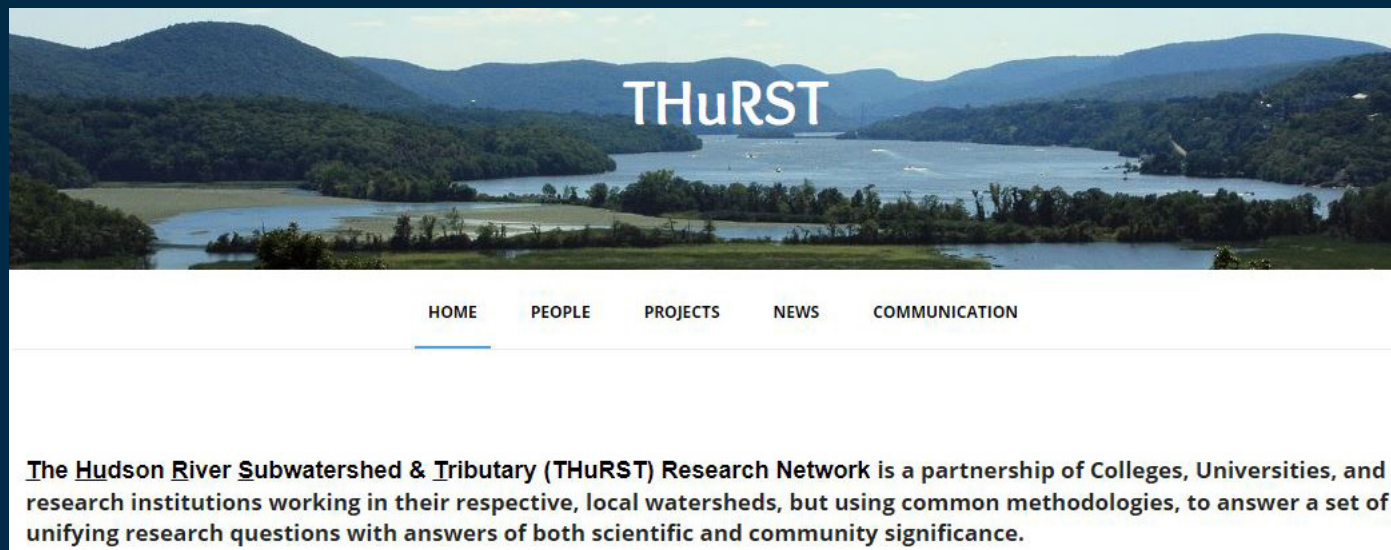 THuRST
HOME PEOPLE PROJECTS NEWS COMMUNICATION
The Hudson River Subwatershed & Tributary (THuRST) Research Network is a partnership of Colleges, Universities, and
research institutions working in their respective, local watersheds, but using common methodologies, to answer a set of
unifying research questions with answers of both scientific and community significance.